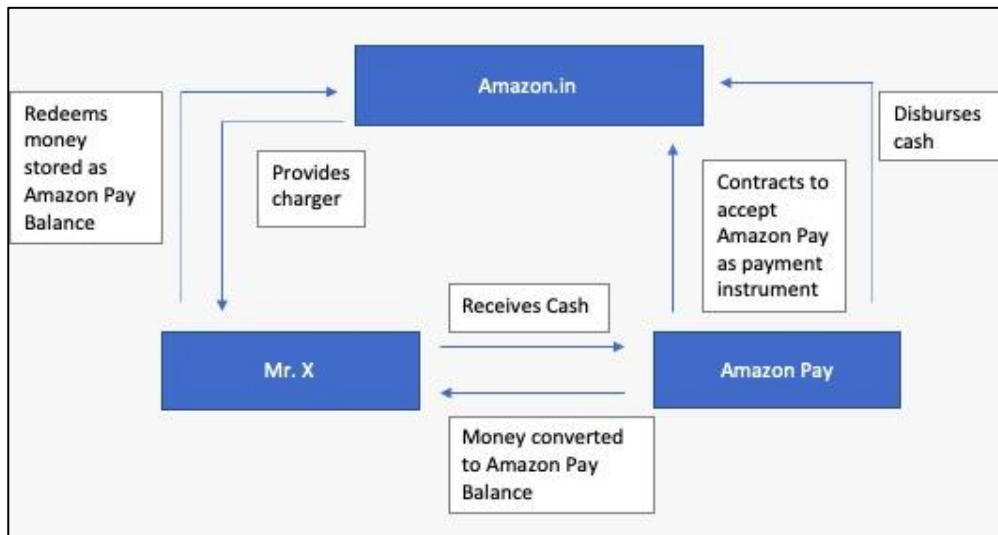 Amazon.in
Redeems
money
stored as
Amazon Pay
Balance
Provides
charger
Disburses
cash
Contracts to
accept
Amazon Pay
as payment
instrument
Receives Cash
Mr. X
Amazon Pay
Money converted
to Amazon Pay
Balance